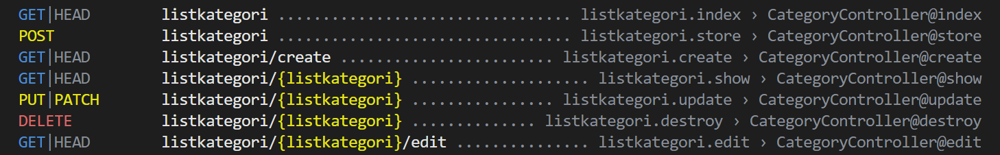 GET|HEAD listkategori ................................. listkategori.index › CategoryController@index
POST listkategori ................................. listkategori.store › CategoryController@store
GET|HEAD listkategori/create ........................ listkategori.create › CategoryController@create
GET|HEAD listkategori/{listkategori} .................... listkategori.show › CategoryController@show
PUT|PATCH listkategori/{listkategori} ................ listkategori.update › CategoryController@update
DELETE listkategori/{listkategori} .............. listkategori.destroy › CategoryController@destroy
GET|HEAD listkategori/{listkategori}/edit ............... listkategori.edit › CategoryController@edit